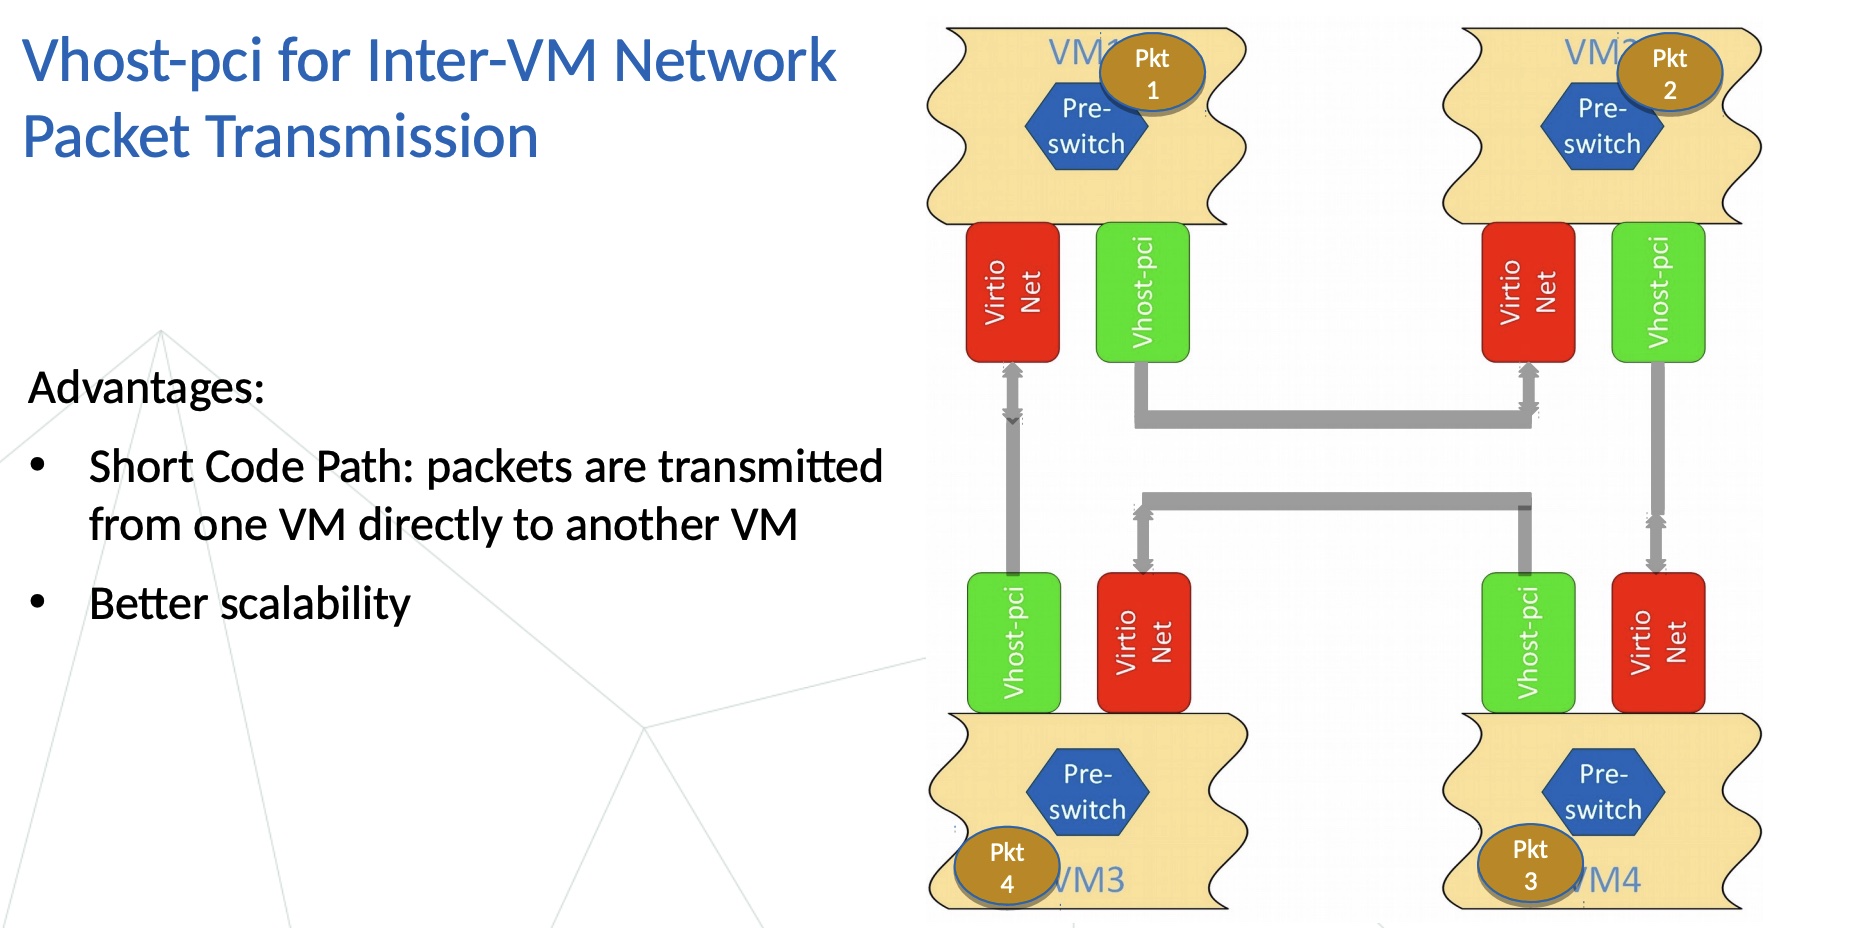 Vhost-pci for Inter-VM Network
Packet Transmission
Advantages:
• Short Code Path: packets are transmitted
from one VM directly to another VM
• Better scalability
VM1
Pkt
1
Pre-
switch
Virtio
Net
Vhost-pci
VM2
Pkt
2
Pre-
switch
Virtio
Net
Vhost-pci
Vhost-pci
Virtio
Net
Pre-
switch
Pkt
4
VM3
Vhost-pci
Virtio
Net
Pre-
switch
Pkt
3
VM4